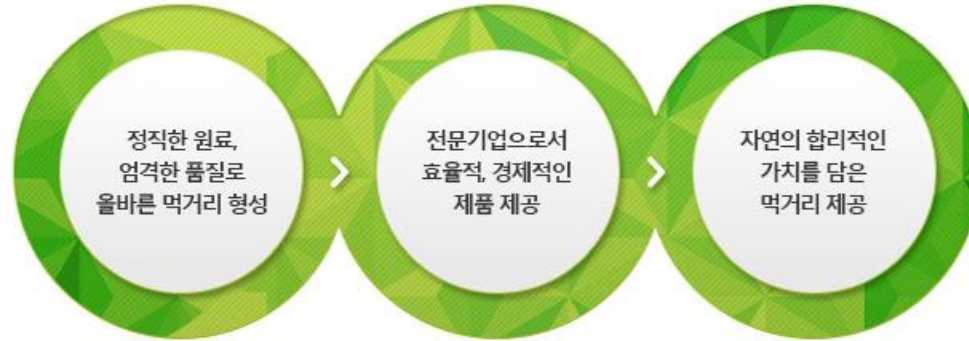 정직한 원료,
엄격한 품질로
올바른 먹거리 형성
전문기업으로서
효율적, 경제적인
제품 제공
자연의 합리적인
가치를 담은
먹거리 제공